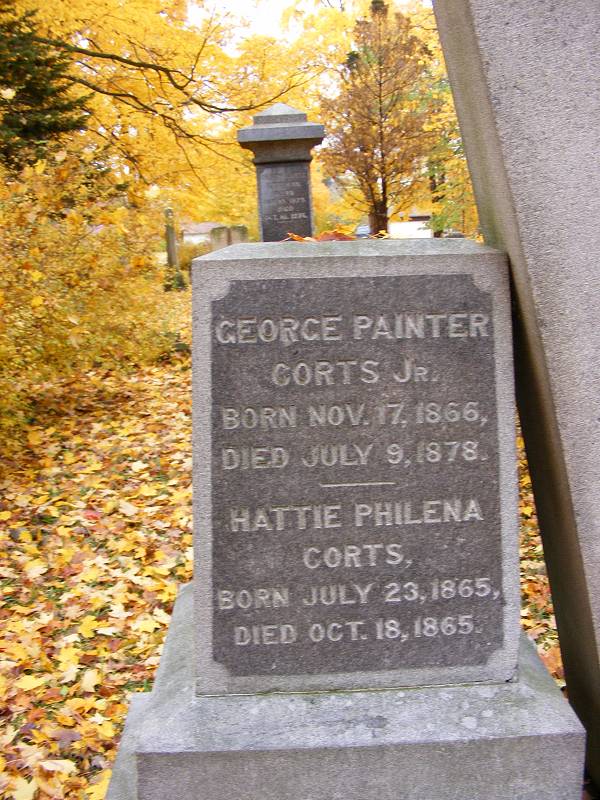 GEORGE PAINTER
CORTS JR.
BORN NOV. 17, 1866,
DIED JULY 9, 1878.
HATTIE PHILENA
CORTS,
BORN JULY 23, 1865,
DIED OCT. 18, 1865.
DIED